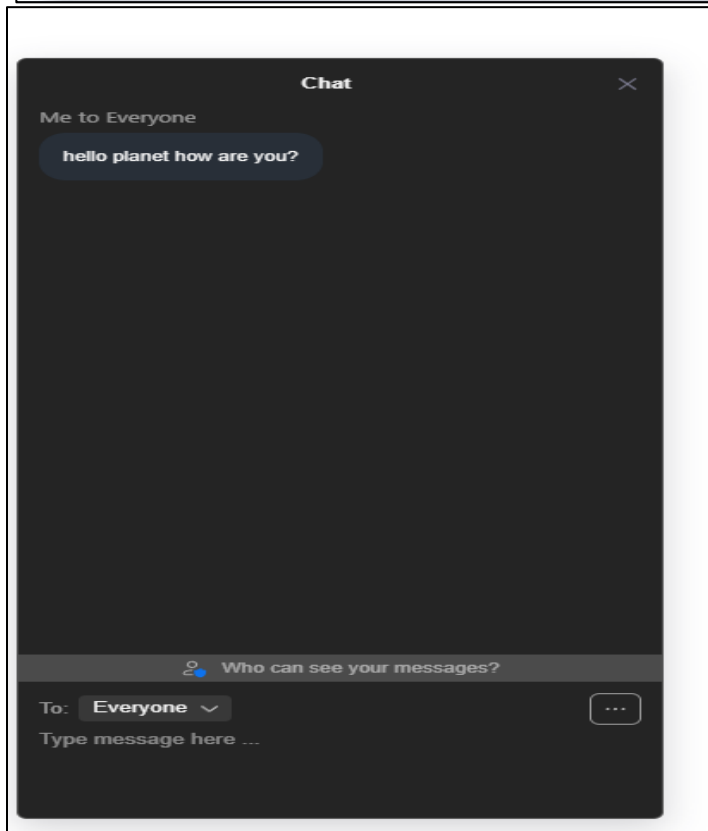 Chat
Me to Everyone
hello planet how are you?
Who can see your messages?
To: Everyone
Type message here ...